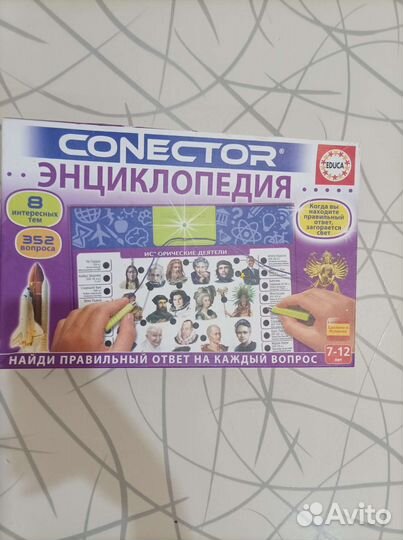 CONECTOR®
EDUCA
ЭНЦИКЛОПЕДИЯ
8
интересных
тем
352
вопроса
Когда вы
находите
правильный
ответ,
загорается
свет
ИСТОРИЧЕСКИЕ ДЕЯТЕЛИ
НАЙДИ ПРАВИЛЬНЫЙ ОТВЕТ НА КАЖДЫЙ ВОПРОС
7-12
лет
Avito